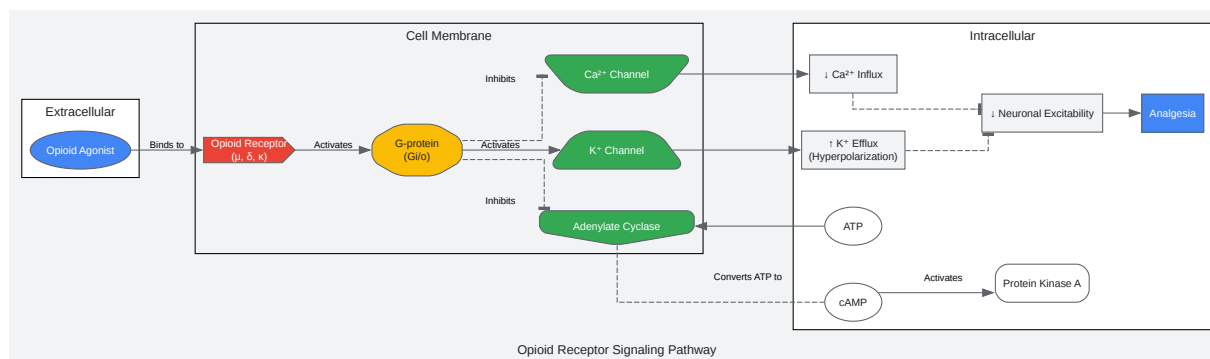 Cell Membrane
Intracellular
Extracellular
Opioid Agonist
Binds to
Opioid Receptor
(μ, δ, κ)
Activates
G-protein
(Gi/o)
Inhibits
Activates
Inhibits
Ca²⁺ Channel
K⁺ Channel
Adenylate Cyclase
↓ Ca²⁺ Influx
↑ K⁺ Efflux
(Hyperpolarization)
↓ Neuronal Excitability
Analgesia
ATP
Converts ATP to
cAMP
Activates
Protein Kinase A
Opioid Receptor Signaling Pathway